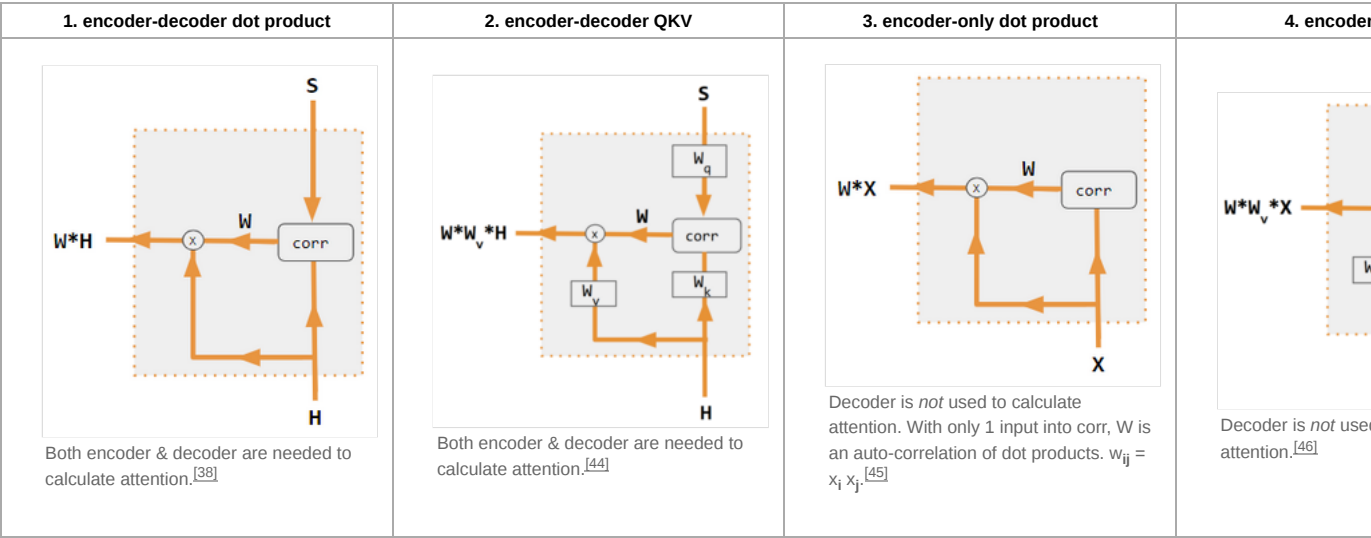 1. encoder-decoder dot product
2. encoder-decoder QKV
3. encoder-only dot product
4. encoder
S
W
W*H
x
corr
H
Both encoder & decoder are needed to
calculate attention.[38]
S
Wq
W
W*Wv*H
x
corr
Wv
Wk
H
Both encoder & decoder are needed to
calculate attention.[44]
W
W*X
x
corr
X
Decoder is not used to calculate
attention. With only 1 input into corr, W is
an auto-correlation of dot products. wij =
xi xj.[45]
W*Wv*X
W
Decoder is not used
attention.[46]